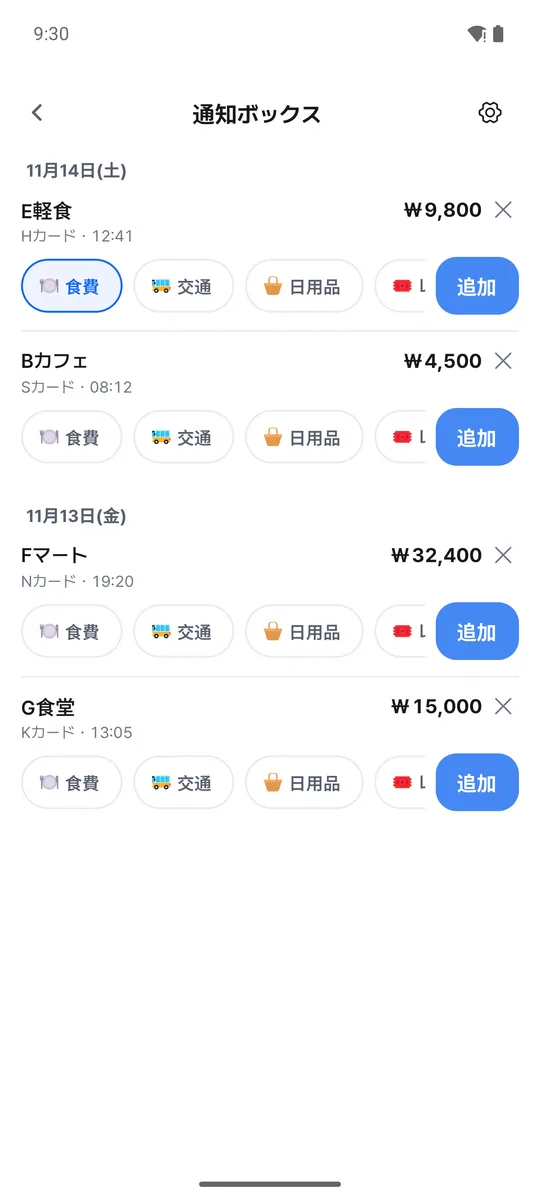 9:30
通知ボックス
11月14日(土)
E軽食 ₩9,800
Hカード · 12:41
食費 交通 日用品 追加
Bカフェ ₩4,500
Sカード · 08:12
食費 交通 日用品 追加
11月13日(金)
Fマート ₩32,400
Nカード · 19:20
食費 交通 日用品 追加
G食堂 ₩15,000
Kカード · 13:05
食費 交通 日用品 追加